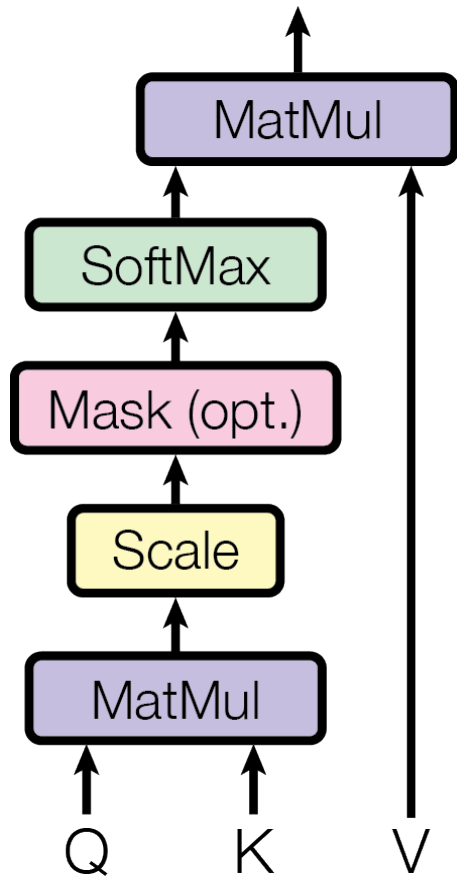 MatMul
SoftMax
Mask (opt.)
Scale
MatMul
Q K V